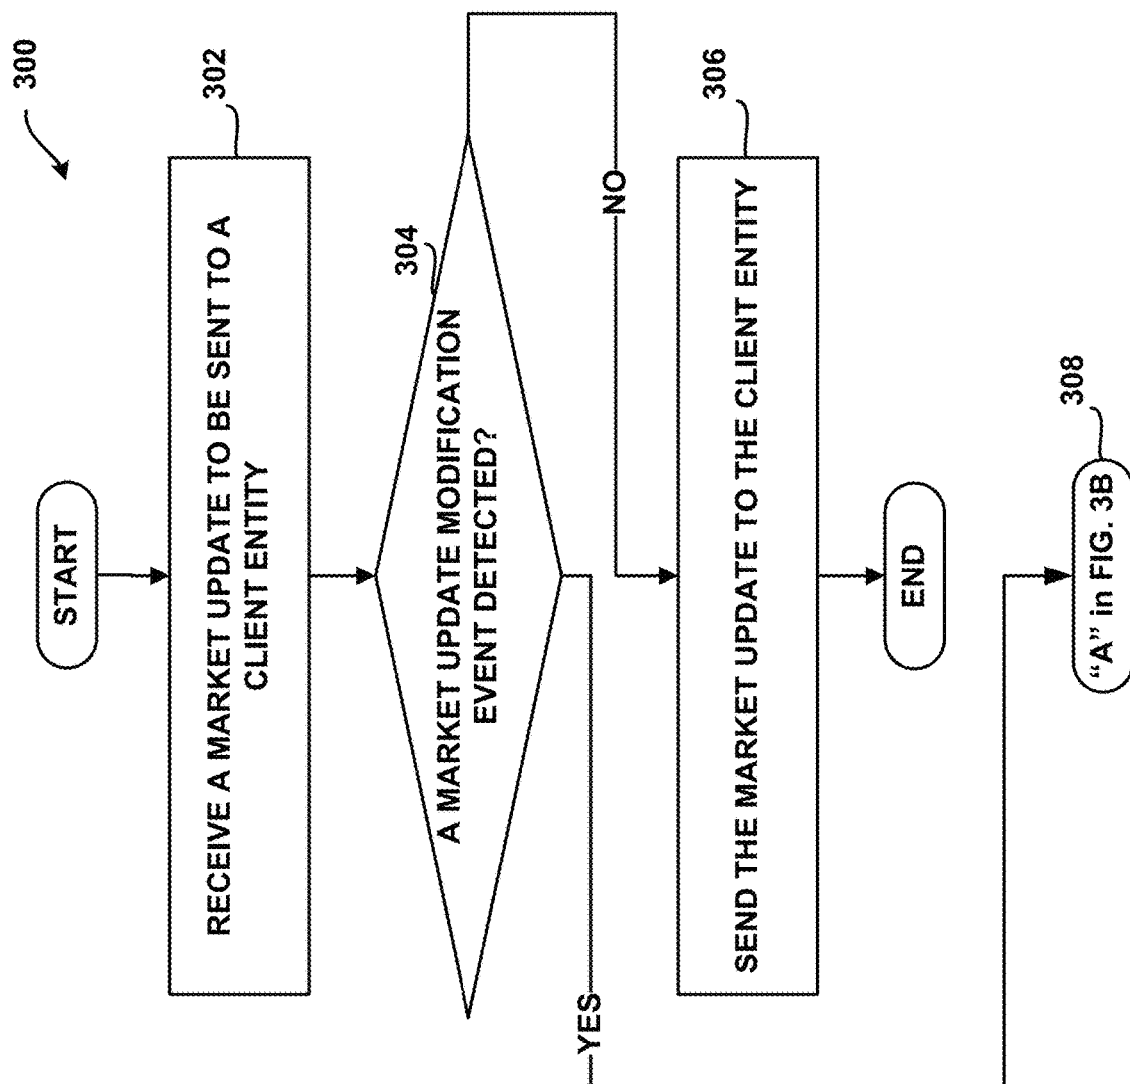 300
START
302
RECEIVE A MARKET UPDATE TO BE SENT TO A
CLIENT ENTITY
304
A MARKET UPDATE MODIFICATION
EVENT DETECTED?
YES
NO
306
SEND THE MARKET UPDATE TO THE CLIENT ENTITY
END
308
“A” in FIG. 3B